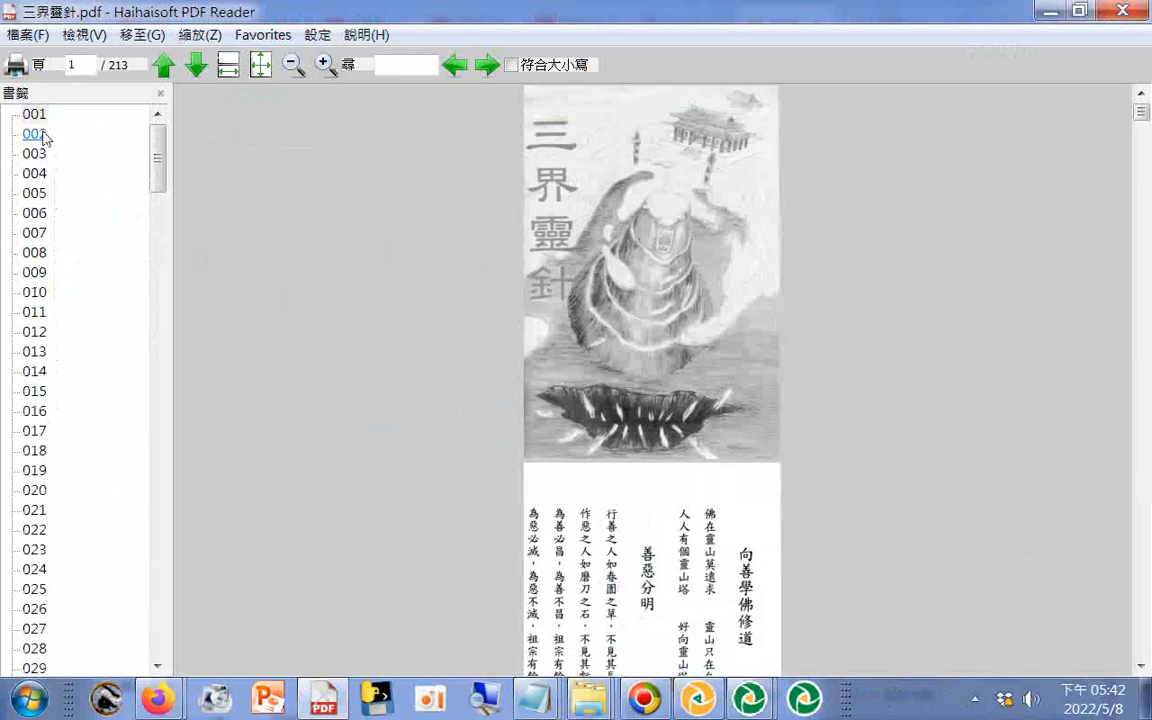 三界靈針.pdf - Haihaisoft PDF Reader
檔案(F) 檢視(V) 移至(G) 縮放(Z) Favorites 設定 說明(H)
頁 1 / 213 尋 符合大小寫
書籤
001
002
003
004
005
006
007
008
009
010
011
012
013
014
015
016
017
018
019
020
021
022
023
024
025
026
027
028
029
三界靈針
向善學佛修道
佛在靈山莫遠求 靈山只在
人人有個靈山塔 好向靈山
善惡分明
行善之人如春園之草，不見其
作惡之人如磨刀之石，不見其
為善必昌，為善不昌，祖宗有
為惡必滅，為惡不滅，祖宗有
PDF
下午 05:42
2022/5/8